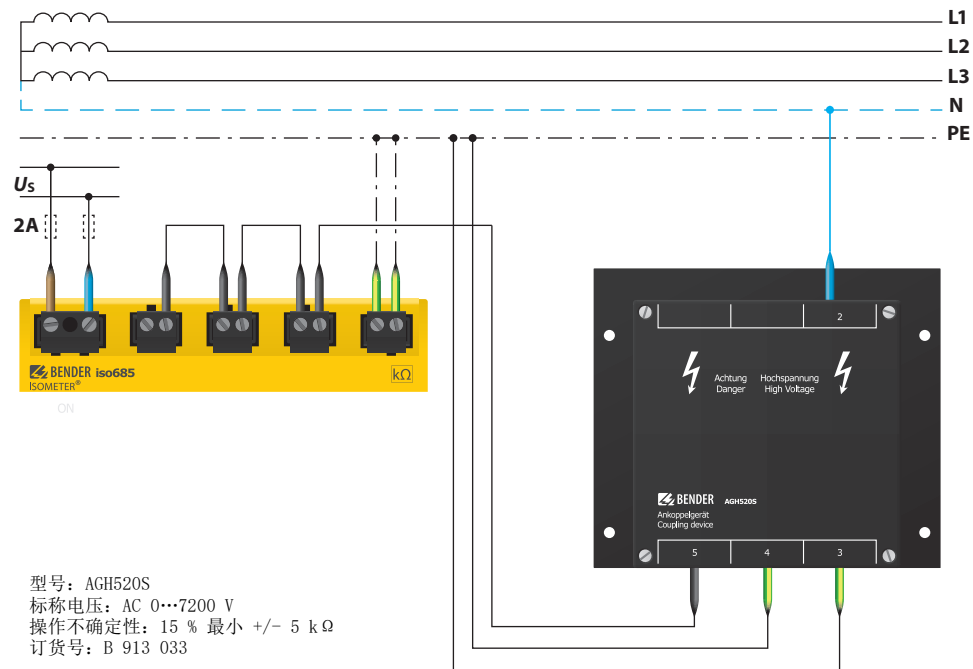 L1
L2
L3
N
PE
Us
2A
BENDER iso685
ISOMETER®
kΩ
ON
2
Achtung Hochspannung
Danger High Voltage
BENDER AGH520S
Ankoppelgerät
Coupling device
5 4 3
型号: AGH520S
标称电压: AC 0···7200 V
操作不确定性: 15 % 最小 +/- 5 kΩ
订货号: B 913 033